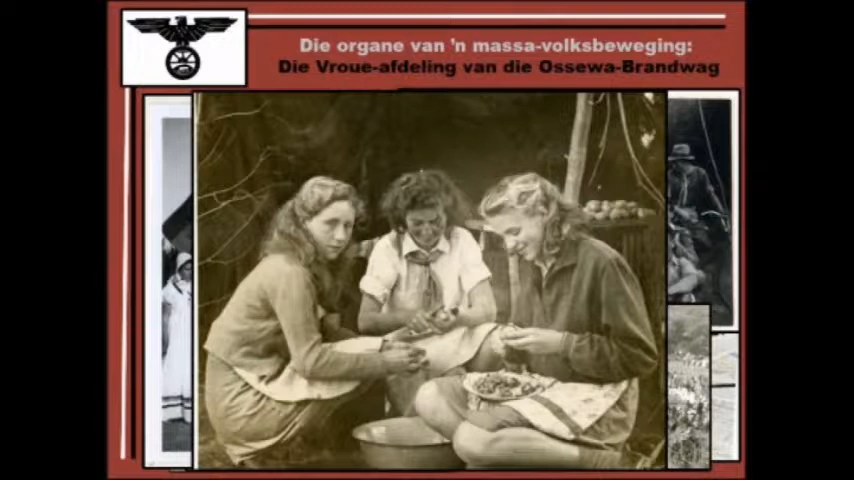 Die organe van 'n massa-volksbeweging:
Die Vroue-afdeling van die Ossewa-Brandwag